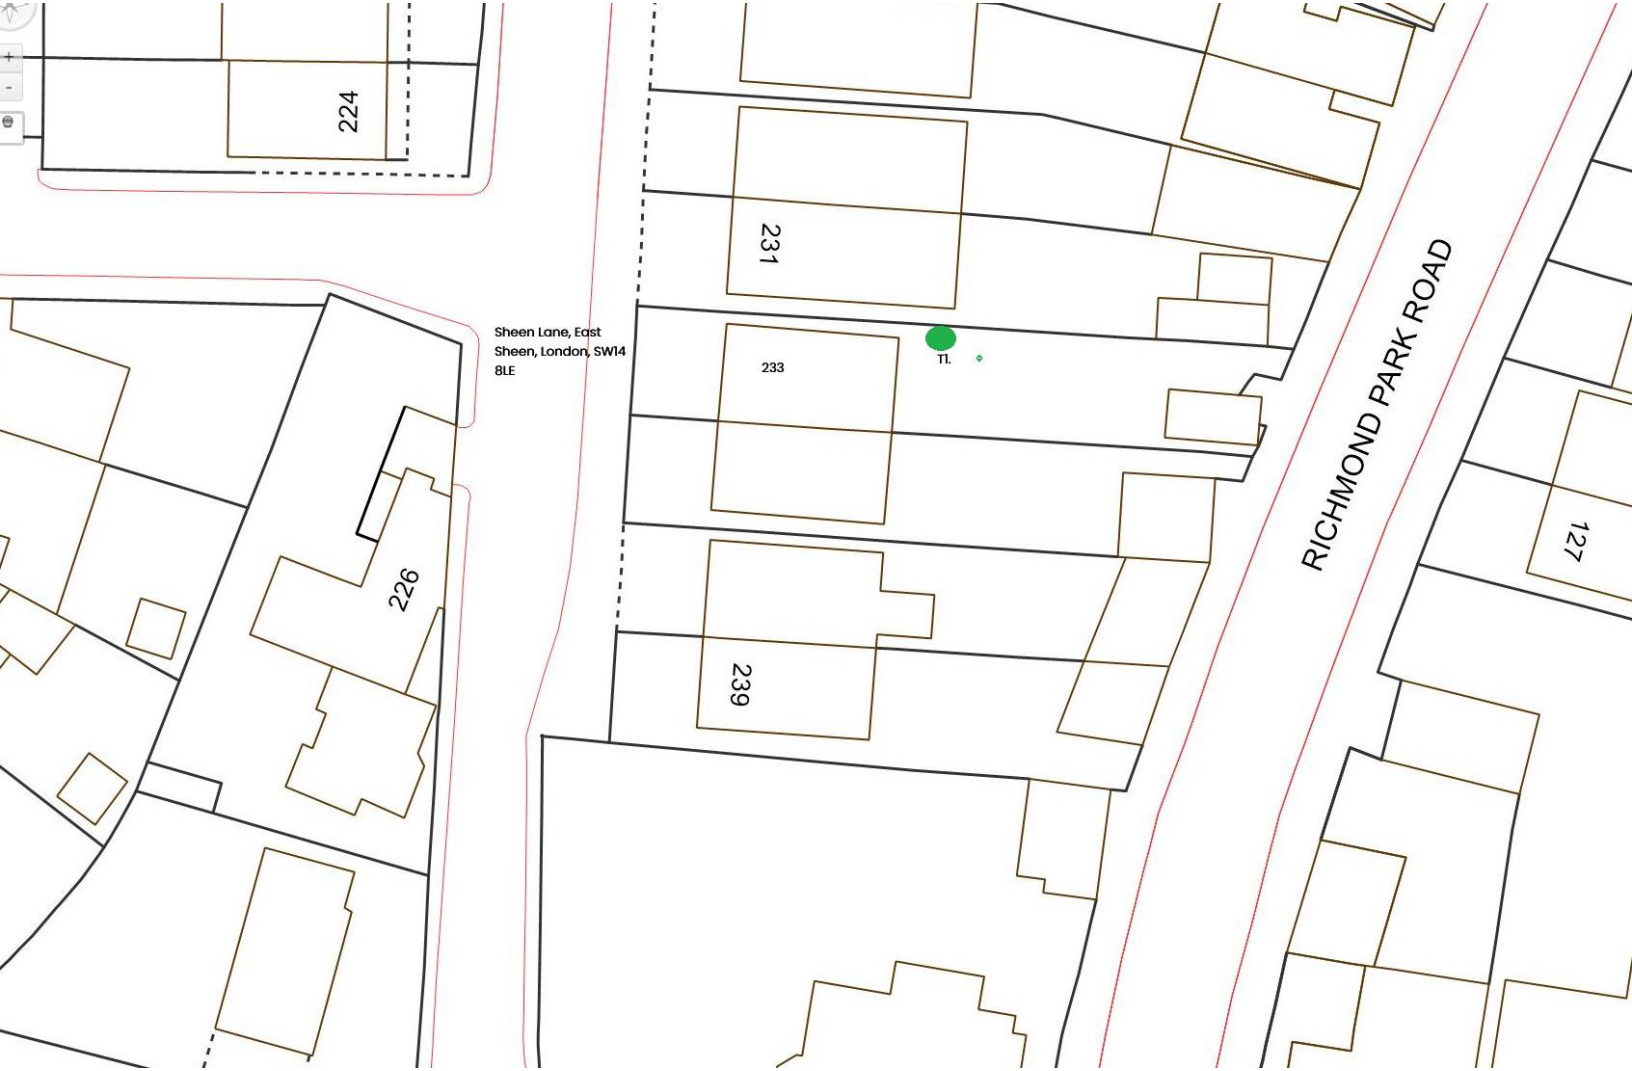 224
231
Sheen Lane, East
Sheen, London, SW14
8LE
233
T1.
RICHMOND PARK ROAD
127
226
239